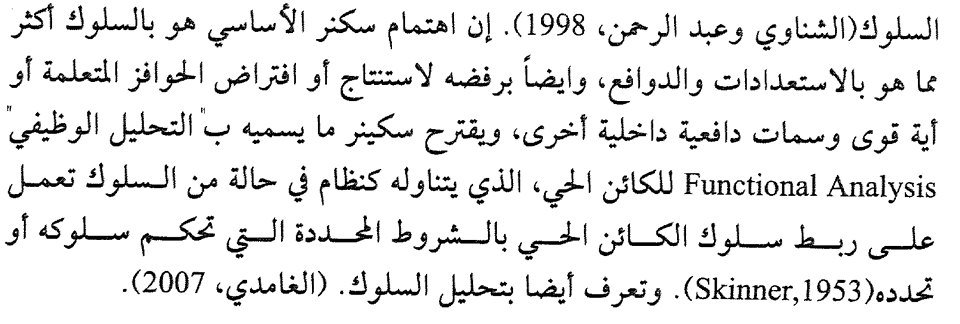 السلوك(الشناوي وعبد الرحمن، 1998). إن اهتمام سكنر الأساسي هو بالسلوك أكثر
مما هو بالاستعدادات والدوافع، وايضاً برفضه لاستنتاج أو افتراض الحوافز المتعلمة أو
أية قوى وسمات دافعية داخلية أخرى، ويقترح سكينر ما يسميه ب"التحليل الوظيفي"
Functional Analysis للكائن الحي، الذي يتناوله كنظام في حالة من السلوك تعمل
على ربط سلوك الكائن الحي بالشروط المحددة التي تحكم سلوكه أو
تحدده(Skinner,1953). وتعرف أيضا بتحليل السلوك. (الغامدي، 2007).